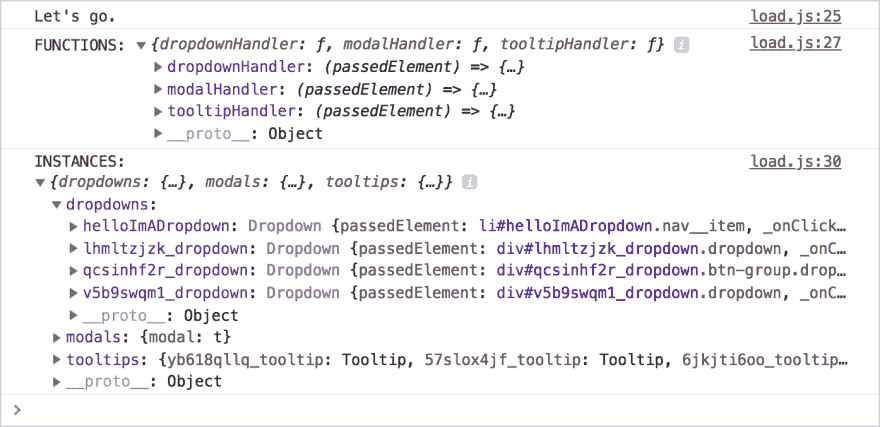 Let's go. load.js:25
FUNCTIONS: ▼{dropdownHandler: ƒ, modalHandler: ƒ, tooltipHandler: ƒ} i load.js:27
▶dropdownHandler: (passedElement) => {…}
▶modalHandler: (passedElement) => {…}
▶tooltipHandler: (passedElement) => {…}
▶__proto__: Object
INSTANCES: load.js:30
▼{dropdowns: {…}, modals: {…}, tooltips: {…}} i
▼dropdowns:
▶helloImADropdown: Dropdown {passedElement: li#helloImADropdown.nav__item, _onClick…
▶lhmltzjzk_dropdown: Dropdown {passedElement: div#lhmltzjzk_dropdown.dropdown, _onC…
▶qcsinhf2r_dropdown: Dropdown {passedElement: div#qcsinhf2r_dropdown.btn-group.drop…
▶v5b9swqm1_dropdown: Dropdown {passedElement: div#v5b9swqm1_dropdown.dropdown, _onC…
▶__proto__: Object
▶modals: {modal: t}
▶tooltips: {yb618qllq_tooltip: Tooltip, 57slox4jf_tooltip: Tooltip, 6jkjti6oo_tooltip…
▶__proto__: Object
>